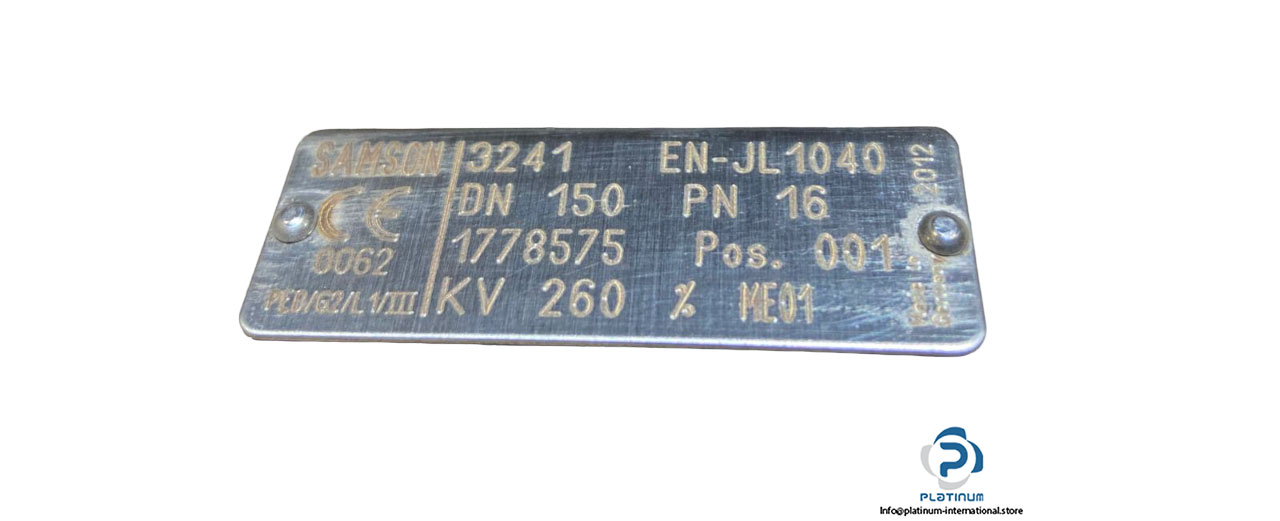 SAMSON 3241 EN-JL1040
DN 150 PN 16
CE 1778575 Pos. 001
0062
PED/G2/L1/III KV 260 % ME01
2012
PLATINUM
Info@platinum-international.store